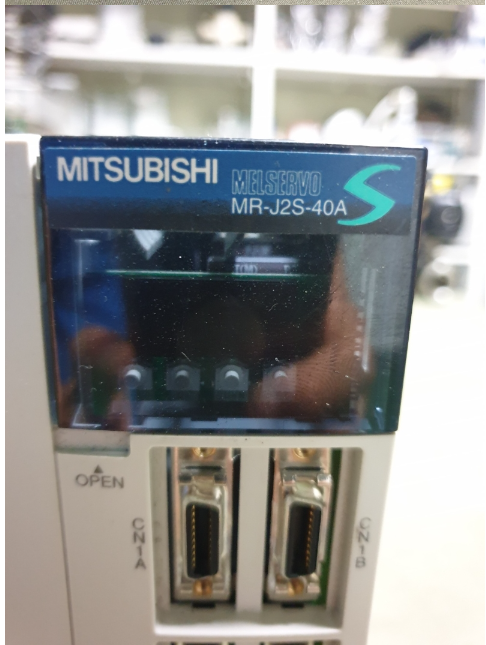 MITSUBISHI
MELSERVO
MR-J2S-40A
OPEN
CN1A
CN1B